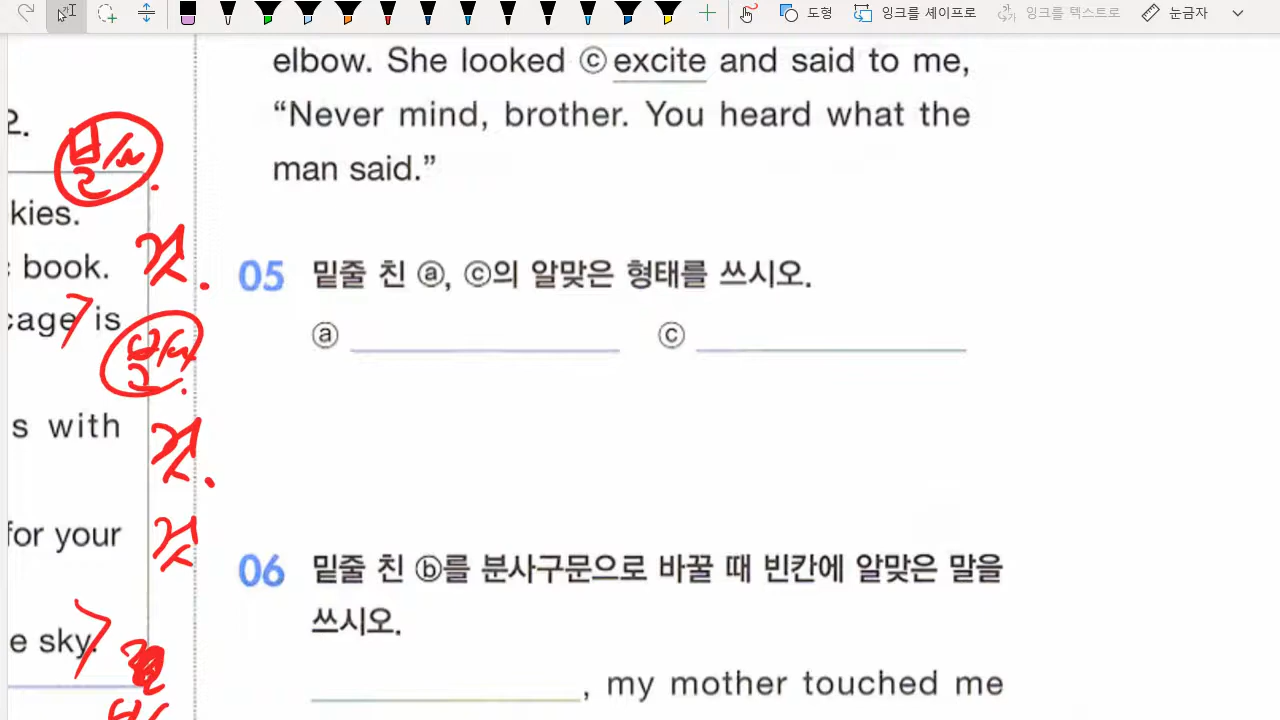 도형
잉크를 셰이프로
잉크를 텍스트로
눈금자
2.
kies.
book.
cage is
s with
for your
e sky.
분사
것.
분사.
것.
것
elbow. She looked ⓒ excite and said to me,
“Never mind, brother. You heard what the
man said.”
05 밑줄 친 ⓐ, ⓒ의 알맞은 형태를 쓰시오.
ⓐ ⓒ
06 밑줄 친 ⓑ를 분사구문으로 바꿀 때 빈칸에 알맞은 말을
쓰시오.
, my mother touched me